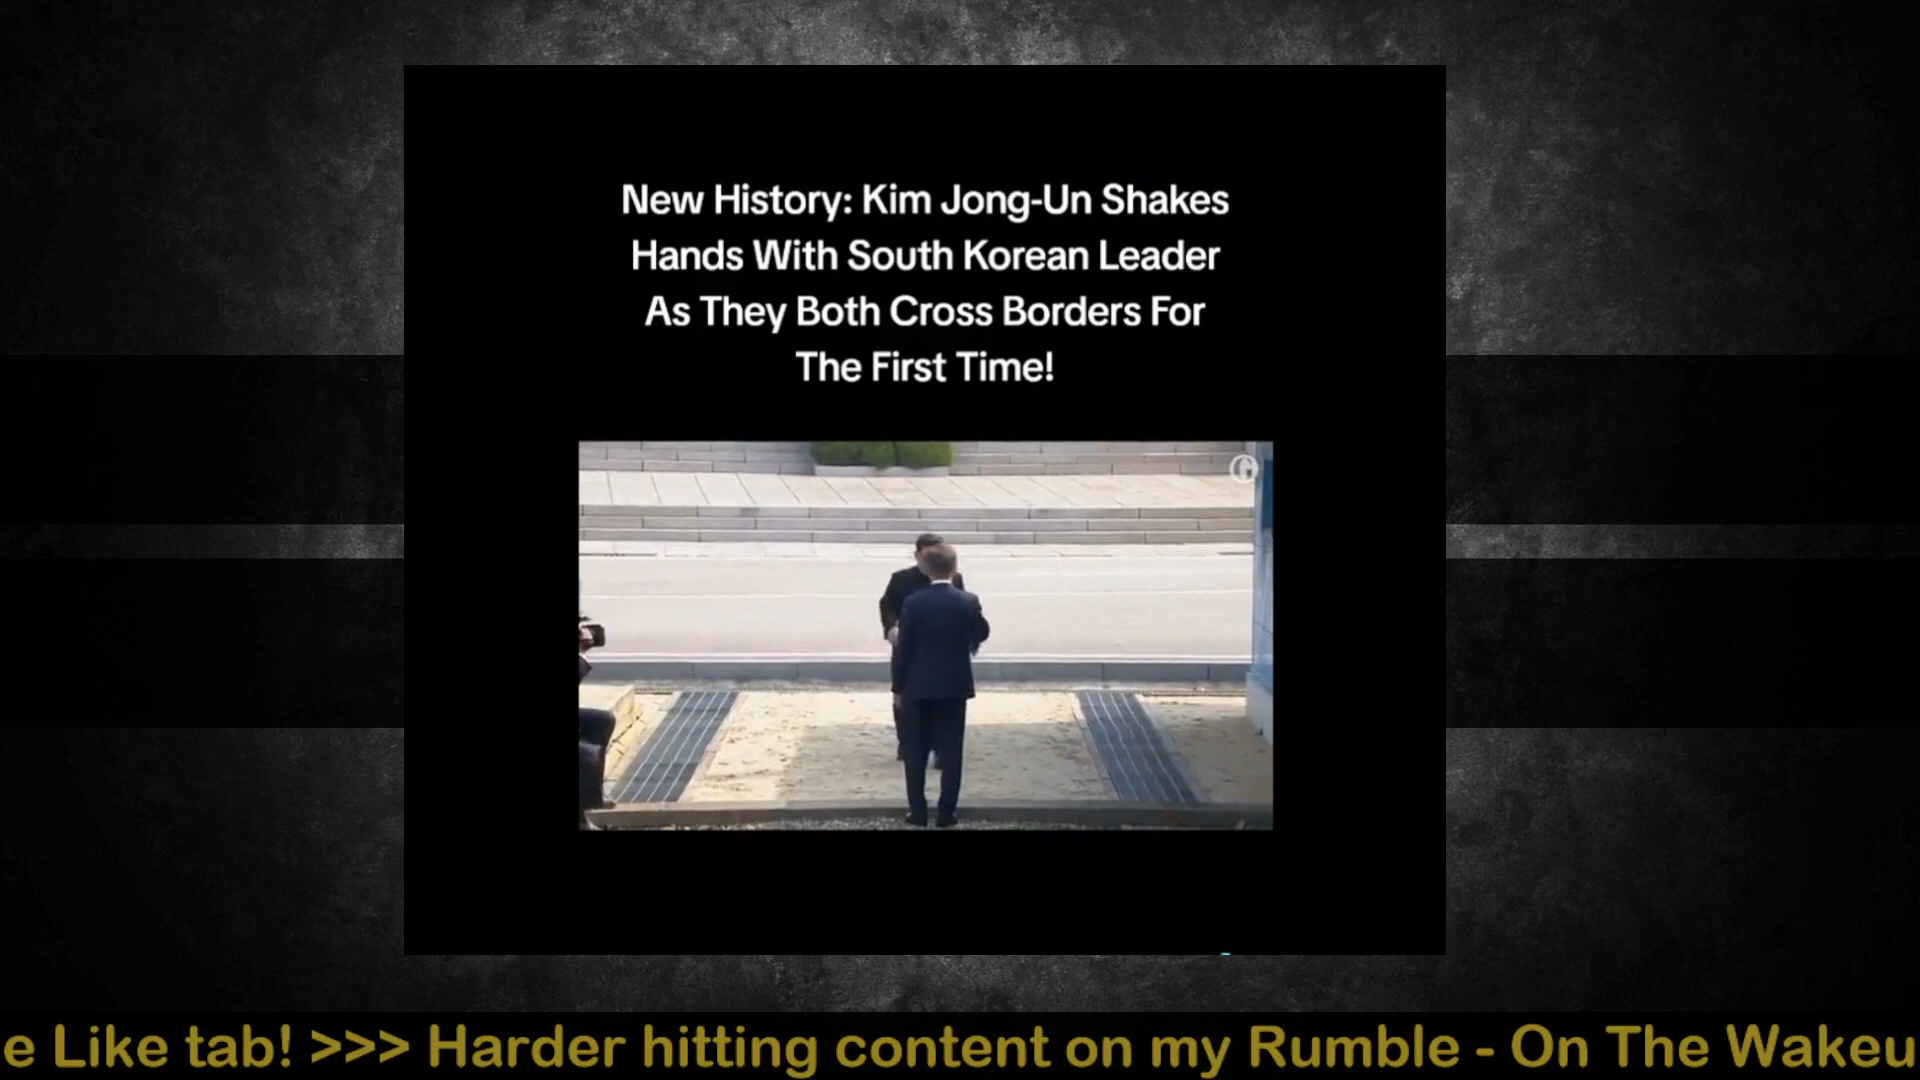 New History: Kim Jong-Un Shakes
Hands With South Korean Leader
As They Both Cross Borders For
The First Time!
e Like tab! >>> Harder hitting content on my Rumble - On The Wakeu